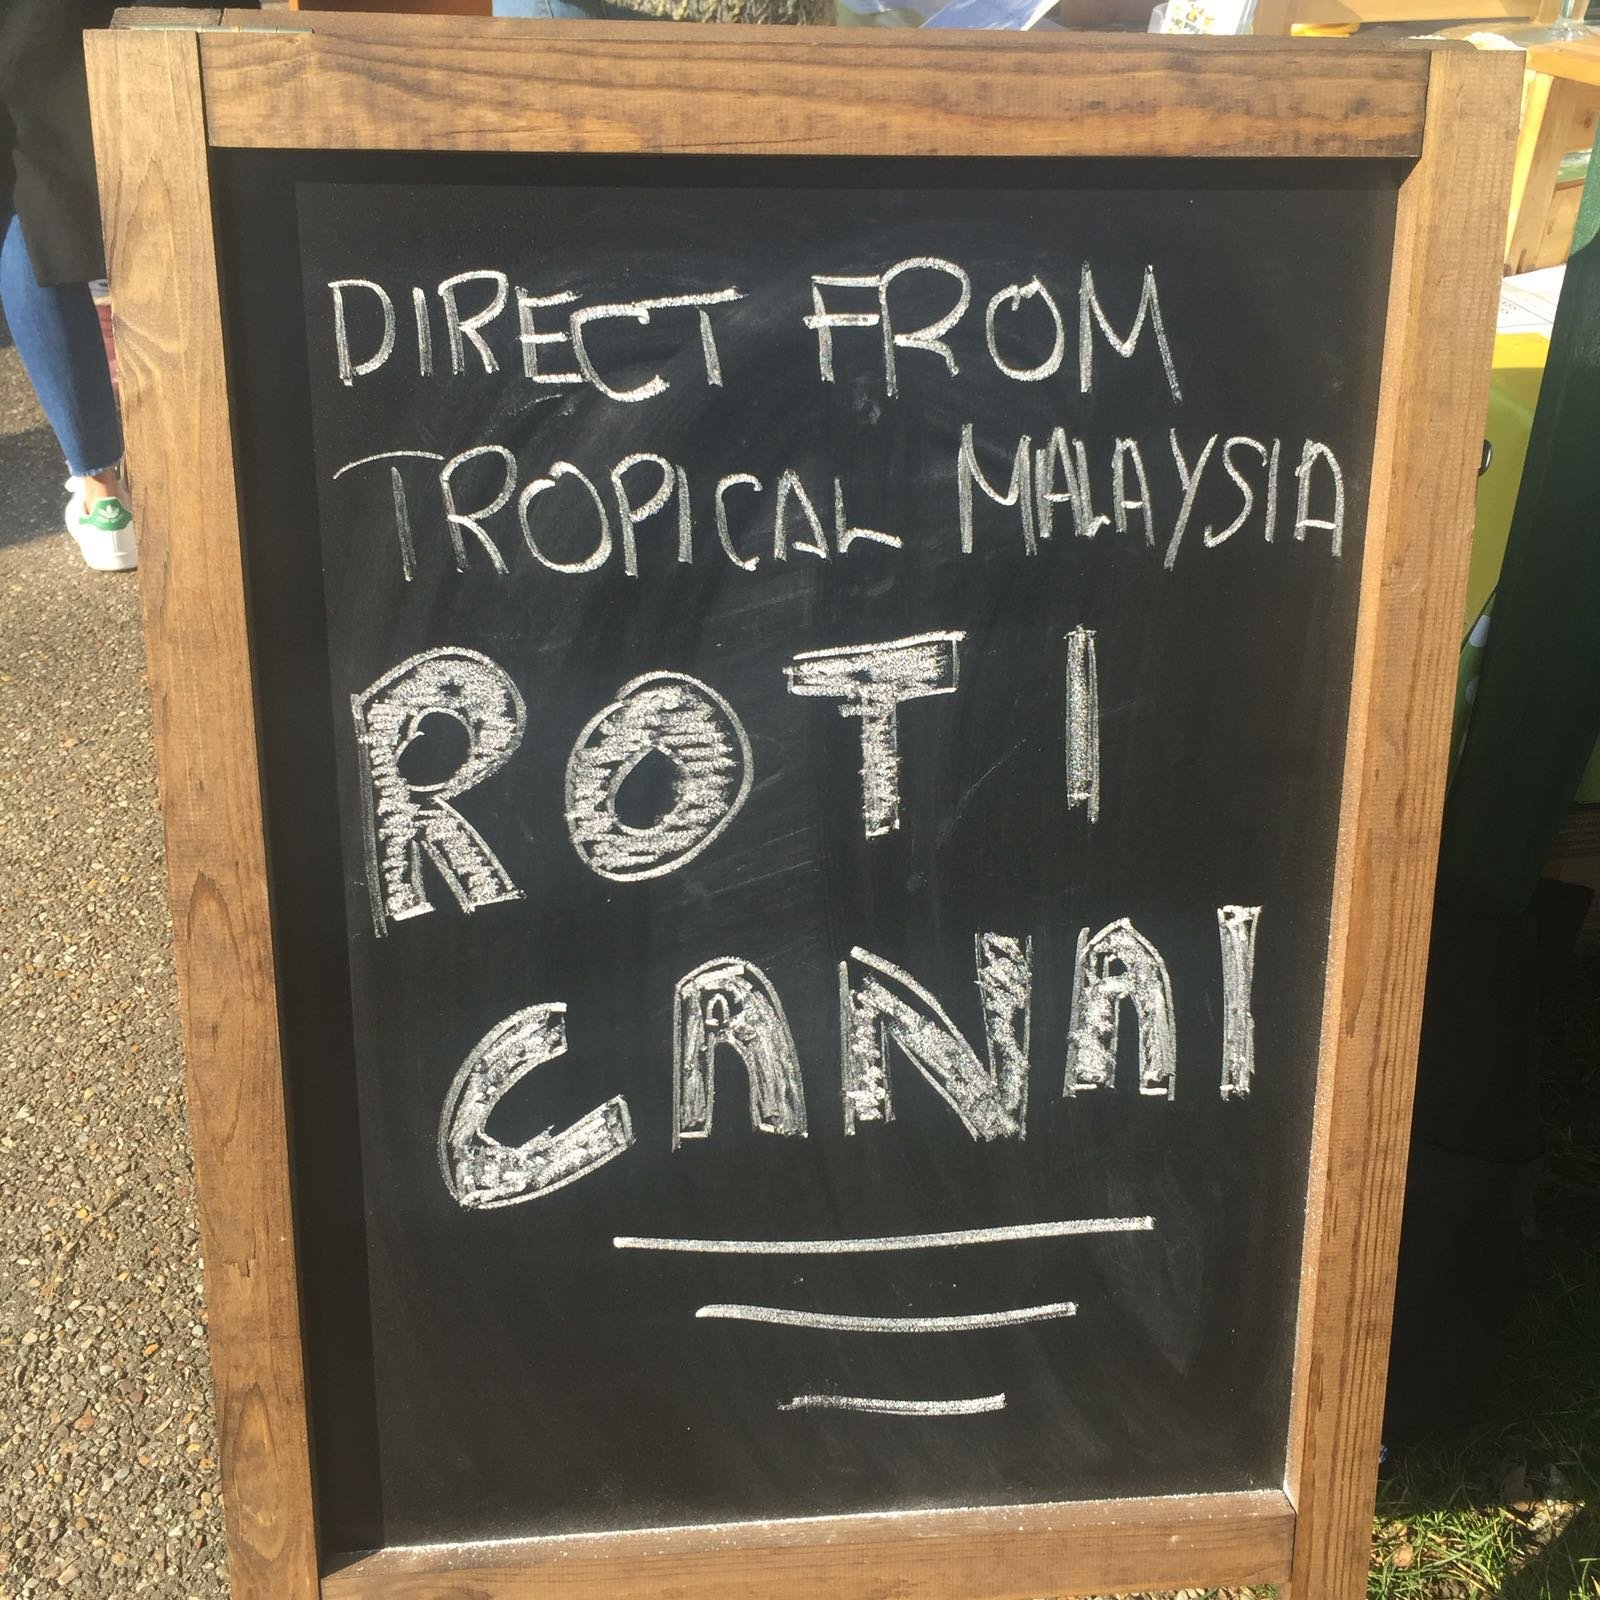 DIRECT FROM
TROPICAL MALAYSIA
ROTI
CANAI